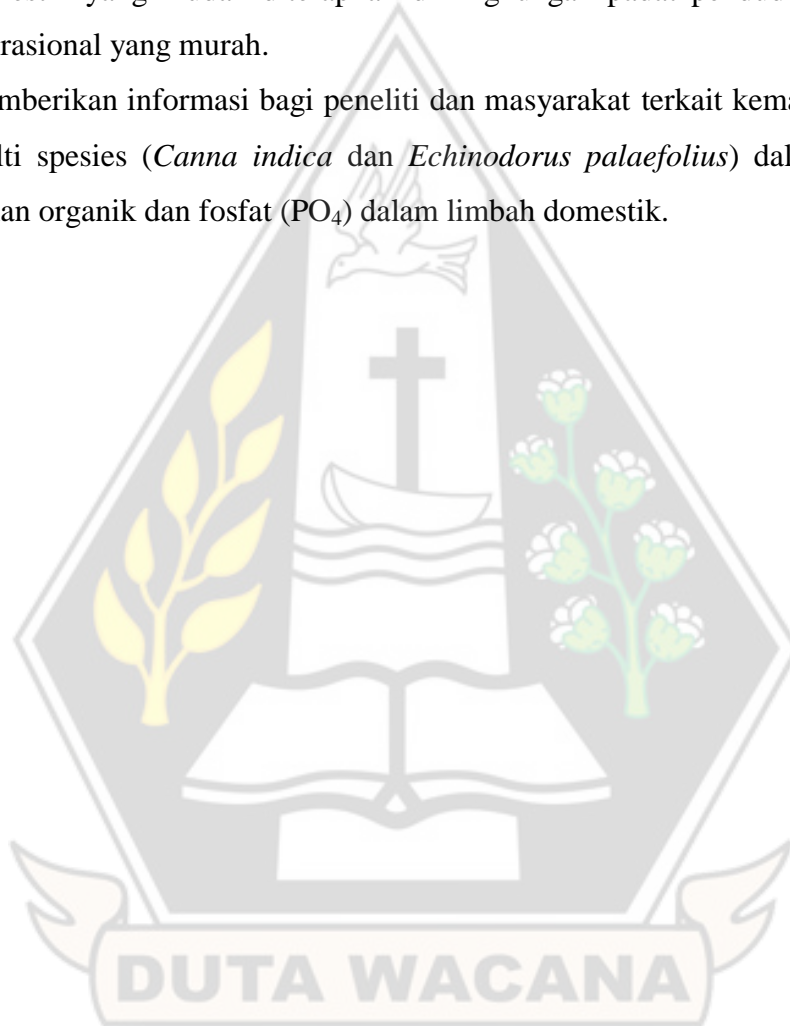 rasional yang murah.
mberikan informasi bagi peneliti dan masyarakat terkait kema
lti spesies (Canna indica dan Echinodorus palaefolius) dal
an organik dan fosfat (PO₄) dalam limbah domestik.
DUTA WACANA